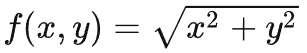 f(x, y) = √(x² + y²)